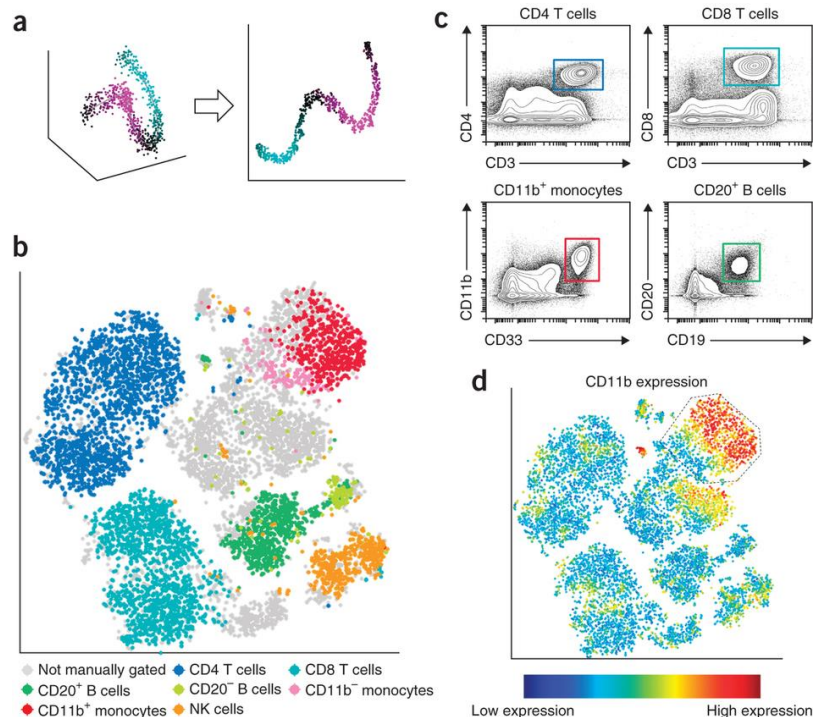 a
b
Not manually gated
CD4 T cells
CD8 T cells
CD20+ B cells
CD20− B cells
CD11b− monocytes
CD11b+ monocytes
NK cells
c
CD4 T cells
CD4
CD3
CD8 T cells
CD8
CD3
CD11b+ monocytes
CD11b
CD33
CD20+ B cells
CD20
CD19
d
CD11b expression
Low expression
High expression